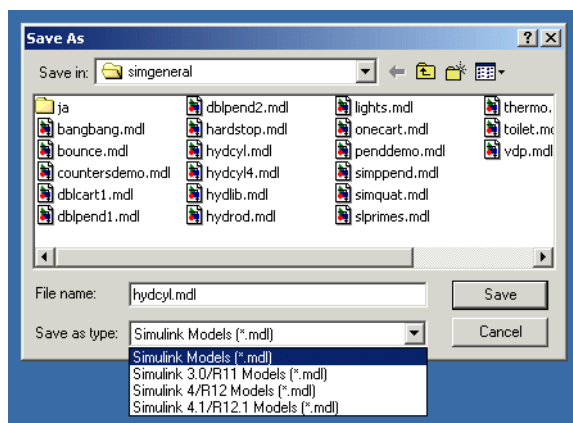 Save As
Save in: simgeneral
ja dblpend2.mdl lights.mdl thermo.
bangbang.mdl hardstop.mdl onecart.mdl toilet.m
bounce.mdl hydcyl.mdl penddemo.mdl vdp.mdl
countersdemo.mdl hydcyl4.mdl simppend.mdl
dblcart1.mdl hydlib.mdl simquat.mdl
dblpend1.mdl hydrod.mdl slprimes.mdl
File name: hydcyl.mdl Save
Save as type: Simulink Models (*.mdl) Cancel
Simulink Models (*.mdl)
Simulink 3.0/R11 Models (*.mdl)
Simulink 4/R12 Models (*.mdl)
Simulink 4.1/R12.1 Models (*.mdl)